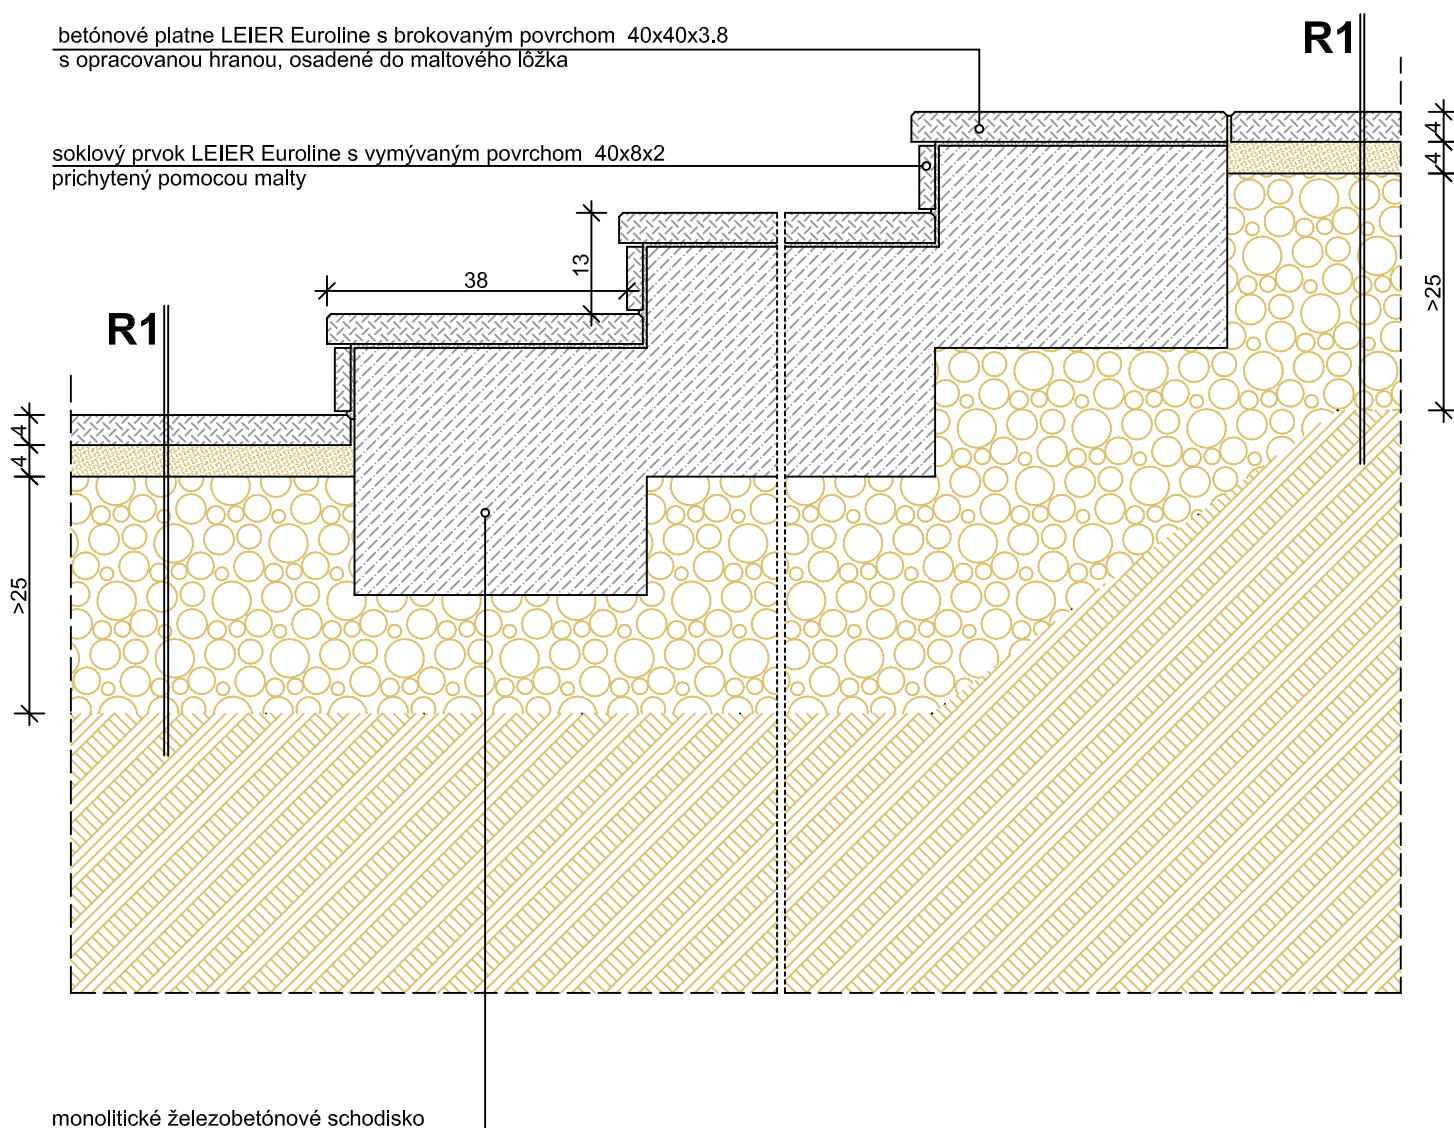 betónové platne LEIER Euroline s brokovaným povrchom 40x40x3.8
s opracovanou hranou, osadené do maltového lôžka
R1
soklový prvok LEIER Euroline s vymývaným povrchom 40x8x2
prichytený pomocou malty
4
4
>25
13
38
R1
4
4
>25
monolitické železobetónové schodisko